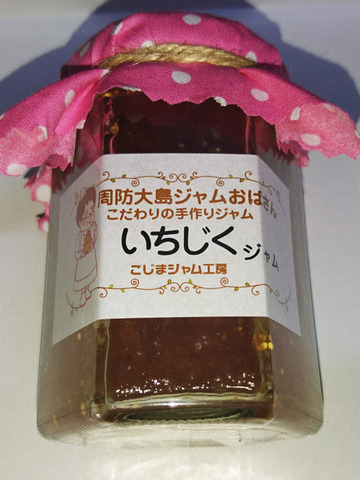 周防大島ジャムおばさん
こだわりの手作りジャム
いちじくジャム
こじまジャム工房